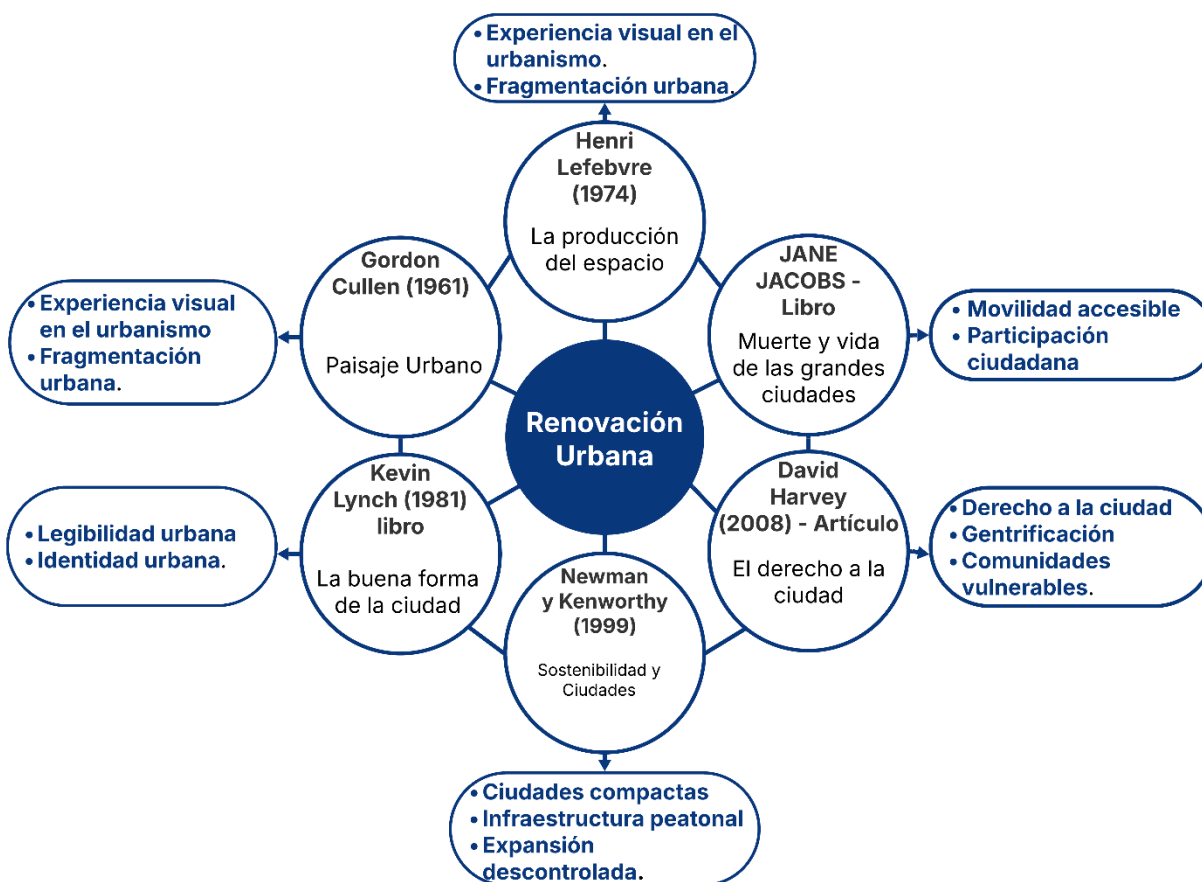 • Experiencia visual en el
urbanismo.
• Fragmentación urbana.
Henri
Lefebvre
(1974)
La producción
del espacio
Gordon
Cullen (1961)
Paisaje Urbano
• Experiencia visual
en el urbanismo
• Fragmentación
urbana.
JANE
JACOBS -
Libro
Muerte y vida
de las grandes
ciudades
• Movilidad accesible
• Participación
ciudadana
Renovación
Urbana
Kevin
Lynch (1981)
libro
La buena forma
de la ciudad
• Legibilidad urbana
• Identidad urbana.
David
Harvey
(2008) - Artículo
El derecho a la
ciudad
• Derecho a la ciudad
• Gentrificación
• Comunidades
vulnerables.
Newman
y Kenworthy
(1999)
Sostenibilidad y
Ciudades
• Ciudades compactas
• Infraestructura peatonal
• Expansión
descontrolada.